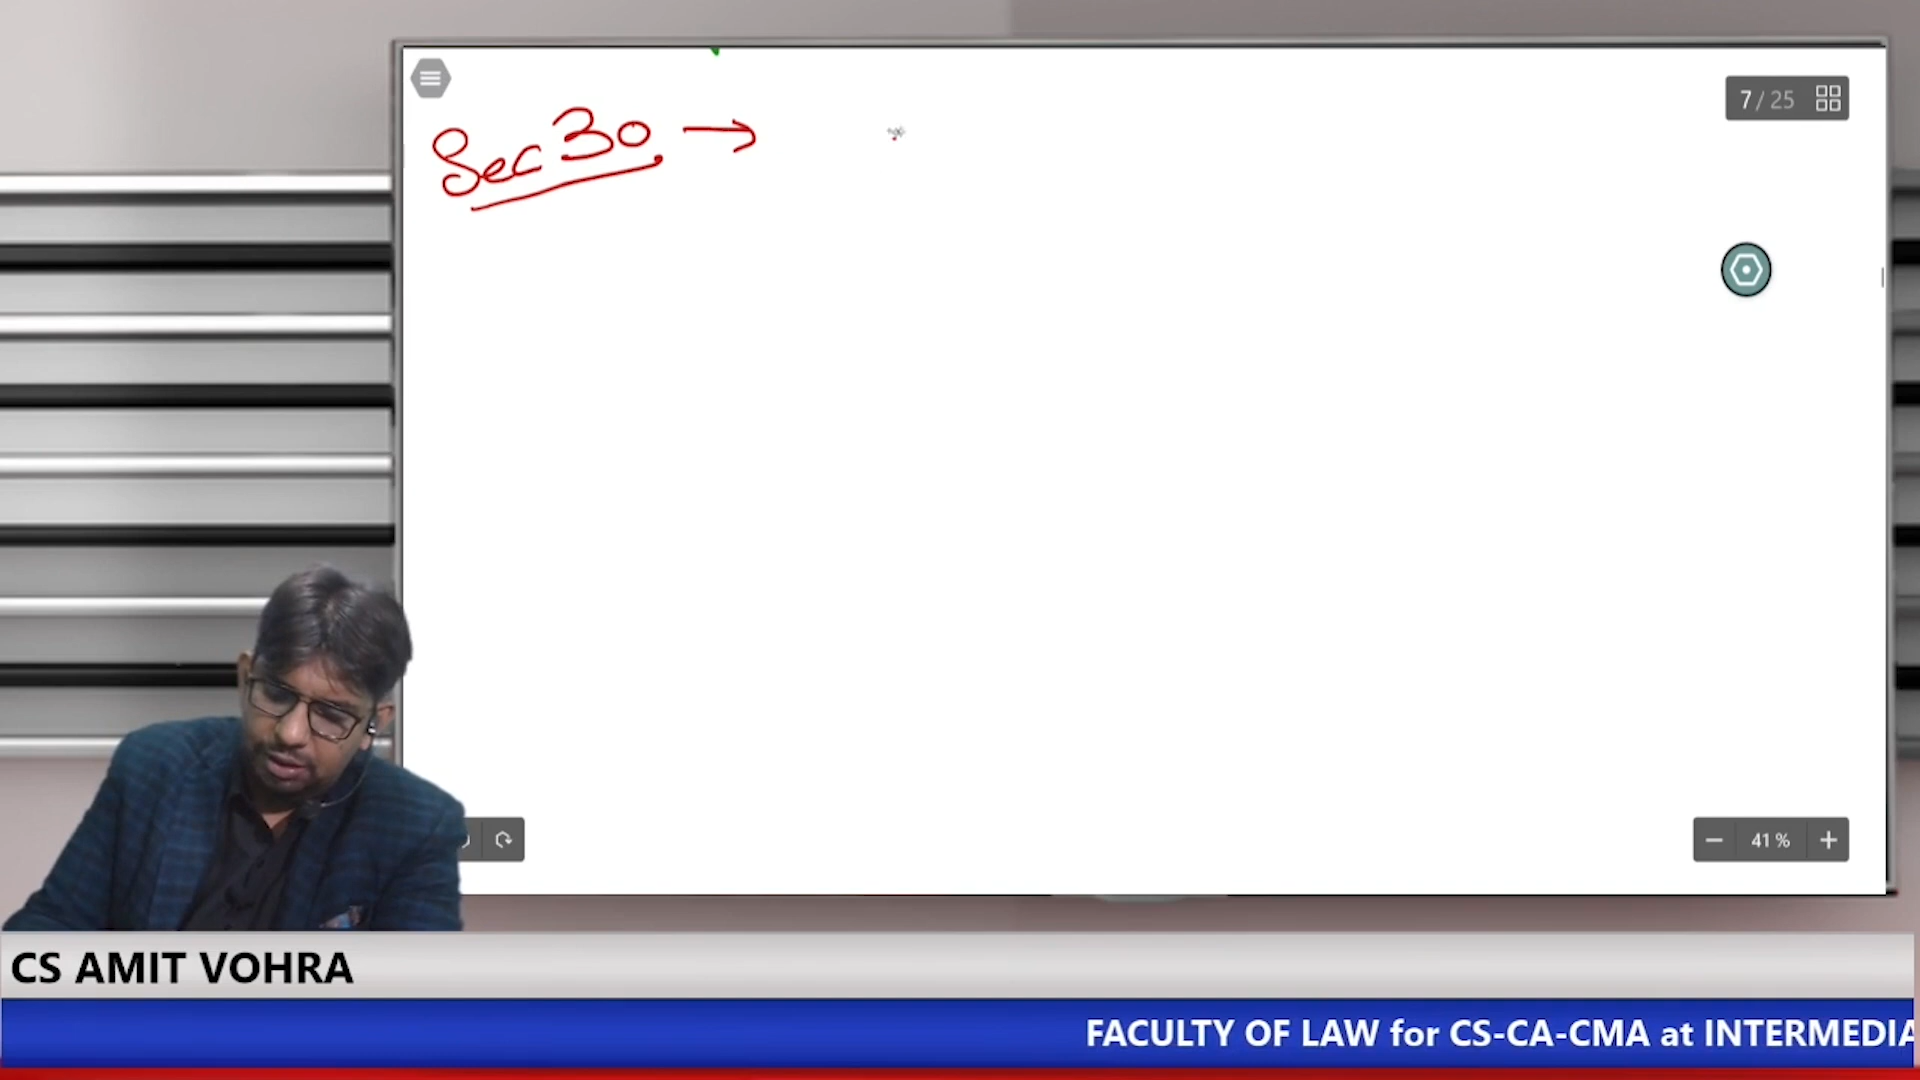 7 / 25
Sec 30 →
41 %
CS AMIT VOHRA
FACULTY OF LAW for CS-CA-CMA at INTERMEDIA